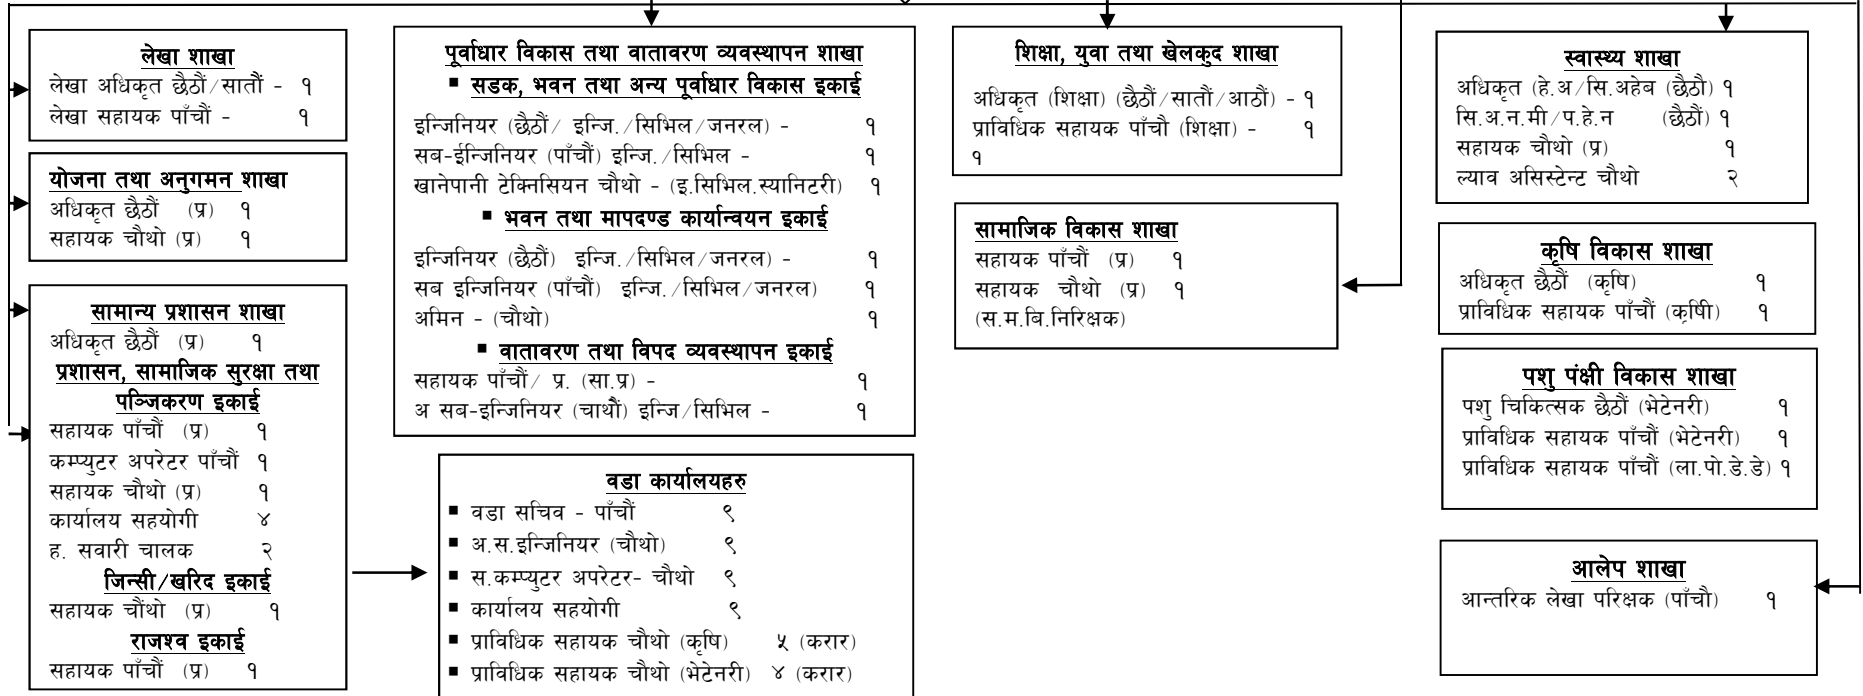 लेखा शाखा
लेखा अधिकृत छैठौं/सातौं - १
लेखा सहायक पाँचौं - १
योजना तथा अनुगमन शाखा
अधिकृत छैठौं (प्र) १
सहायक चौथो (प्र) १
सामान्य प्रशासन शाखा
अधिकृत छैठौं (प्र) १
प्रशासन, सामाजिक सुरक्षा तथा
पञ्जिकरण इकाई
सहायक पाँचौं (प्र) १
कम्प्युटर अपरेटर पाँचौं १
सहायक चौथो (प्र) १
कार्यालय सहयोगी ४
ह. सवारी चालक २
जिन्सी/खरिद इकाई
सहायक चौंथो (प्र) १
राजश्व इकाई
सहायक पाँचौं (प्र) १
पूर्वाधार विकास तथा वातावरण व्यवस्थापन शाखा
▪ सडक, भवन तथा अन्य पूर्वाधार विकास इकाई
इन्जिनियर (छैठौं/ इन्जि./सिभिल/जनरल) - १
सब-ईन्जिनियर (पाँचौं) इन्जि./सिभिल - १
खानेपानी टेक्निसियन चौथो - (इ.सिभिल.स्यानिटरी) १
▪ भवन तथा मापदण्ड कार्यान्वयन इकाई
इन्जिनियर (छैठौं) इन्जि./सिभिल/जनरल) - १
सब इन्जिनियर (पाँचौं) इन्जि./सिभिल/जनरल) १
अमिन - (चौथो) १
▪ वातावरण तथा विपद व्यवस्थापन इकाई
सहायक पाँचौं/ प्र. (सा.प्र) - १
अ सब-इन्जिनियर (चाथौं) इन्जि/सिभिल - १
वडा कार्यालयहरु
▪ वडा सचिव - पाँचौं ९
▪ अ.स.इन्जिनियर (चौथो) ९
▪ स.कम्प्युटर अपरेटर- चौथो ९
▪ कार्यालय सहयोगी ९
▪ प्राविधिक सहायक चौथो (कृषि) ५ (करार)
▪ प्राविधिक सहायक चौथो (भेटेनरी) ४ (करार)
शिक्षा, युवा तथा खेलकुद शाखा
अधिकृत (शिक्षा) (छैठौं/सातौं/आठौं) - १
प्राविधिक सहायक पाँचौ (शिक्षा) - १
१
सामाजिक विकास शाखा
सहायक पाँचौं (प्र) १
सहायक चौथो (प्र) १
(स.म.बि.निरिक्षक)
स्वास्थ्य शाखा
अधिकृत (हे.अ/सि.अहेब (छैठौ) १
सि.अ.न.मी/प.हे.न (छैठौं) १
सहायक चौथो (प्र) १
ल्याव असिस्टेन्ट चौथो २
कृषि विकास शाखा
अधिकृत छैठौं (कृषि) १
प्राविधिक सहायक पाँचौं (कृषिी) १
पशु पंक्षी विकास शाखा
पशु चिकित्सक छैठौं (भेटेनरी) १
प्राविधिक सहायक पाँचौं (भेटेनरी) १
प्राविधिक सहायक पाँचौं (ला.पो.डे.डे) १
आलेप शाखा
आन्तरिक लेखा परिक्षक (पाँचौ) १